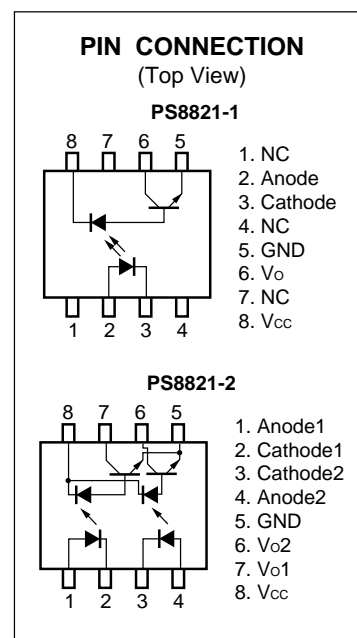 PIN CONNECTION
(Top View)
PS8821-1
8 7 6 5
1 2 3 4
1. NC
2. Anode
3. Cathode
4. NC
5. GND
6. VO
7. NC
8. VCC
PS8821-2
8 7 6 5
1 2 3 4
1. Anode1
2. Cathode1
3. Cathode2
4. Anode2
5. GND
6. VO2
7. VO1
8. VCC